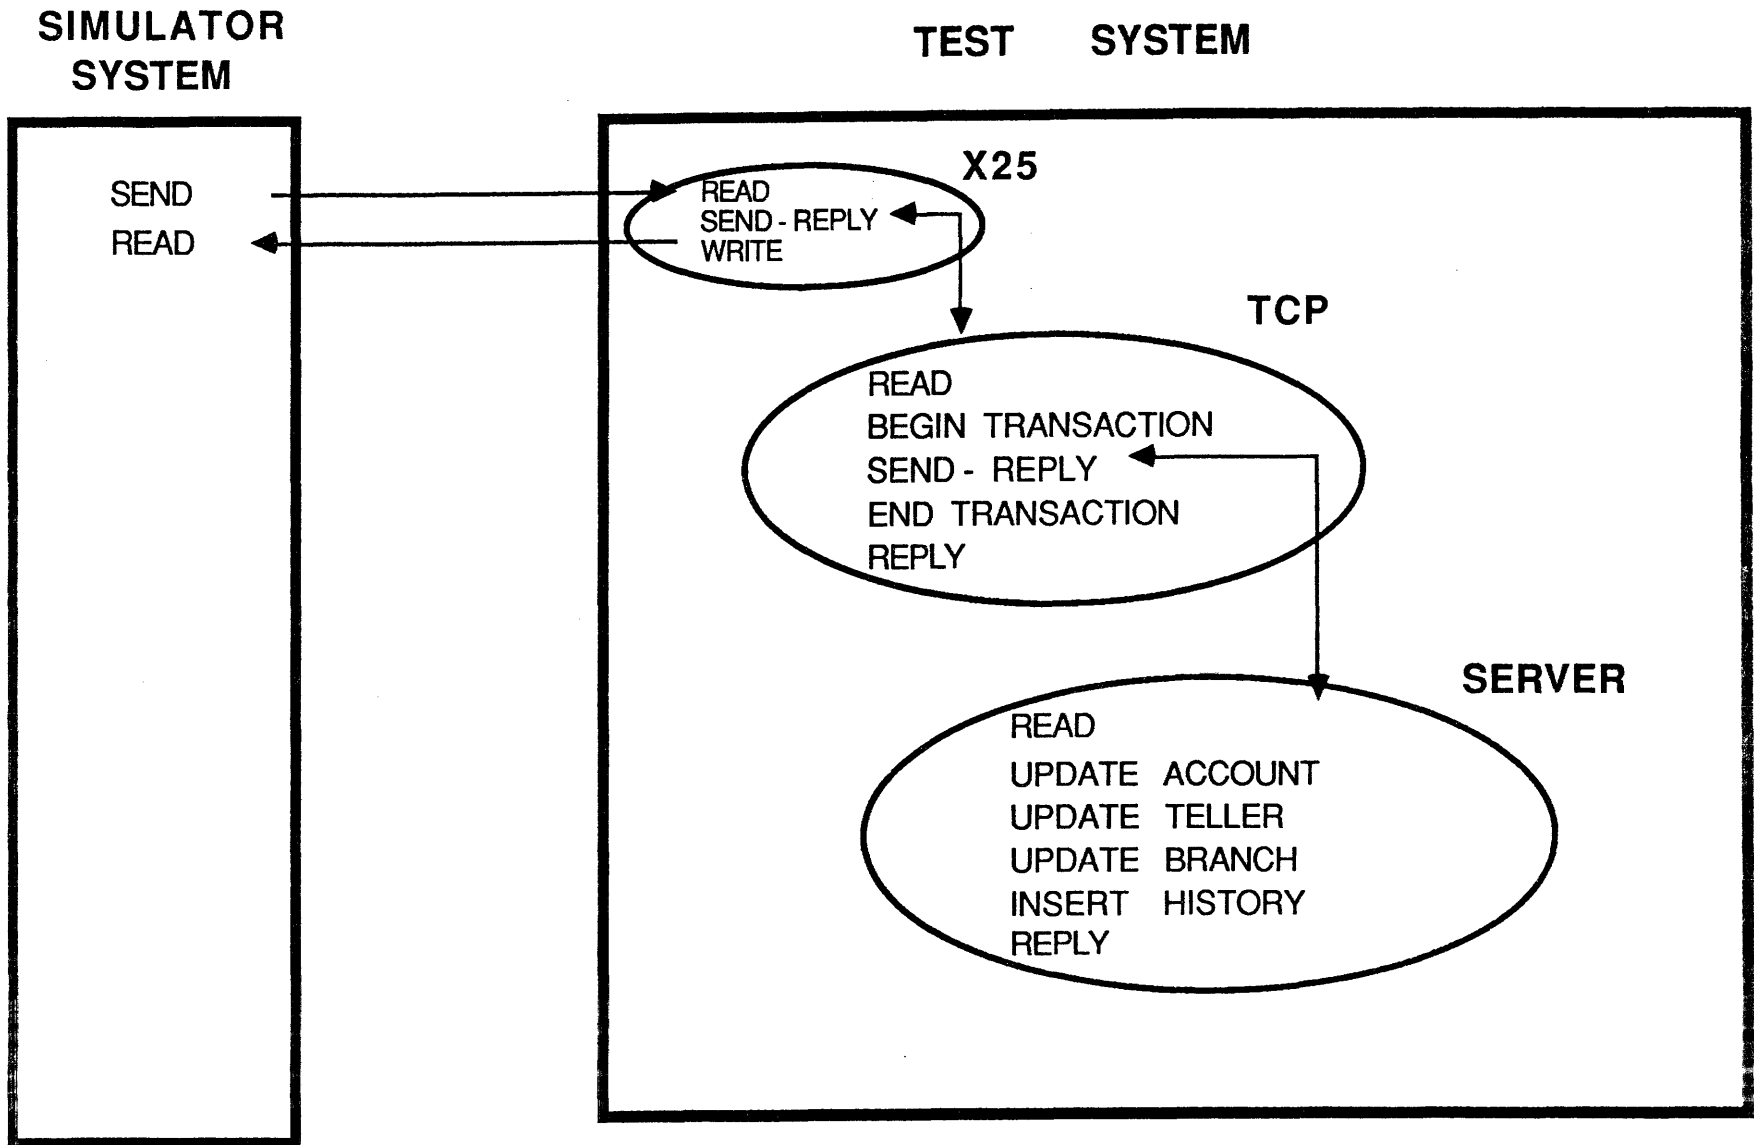 SIMULATOR
SYSTEM
TEST SYSTEM
SEND
READ
X25
READ
SEND - REPLY
WRITE
TCP
READ
BEGIN TRANSACTION
SEND - REPLY
END TRANSACTION
REPLY
SERVER
READ
UPDATE ACCOUNT
UPDATE TELLER
UPDATE BRANCH
INSERT HISTORY
REPLY